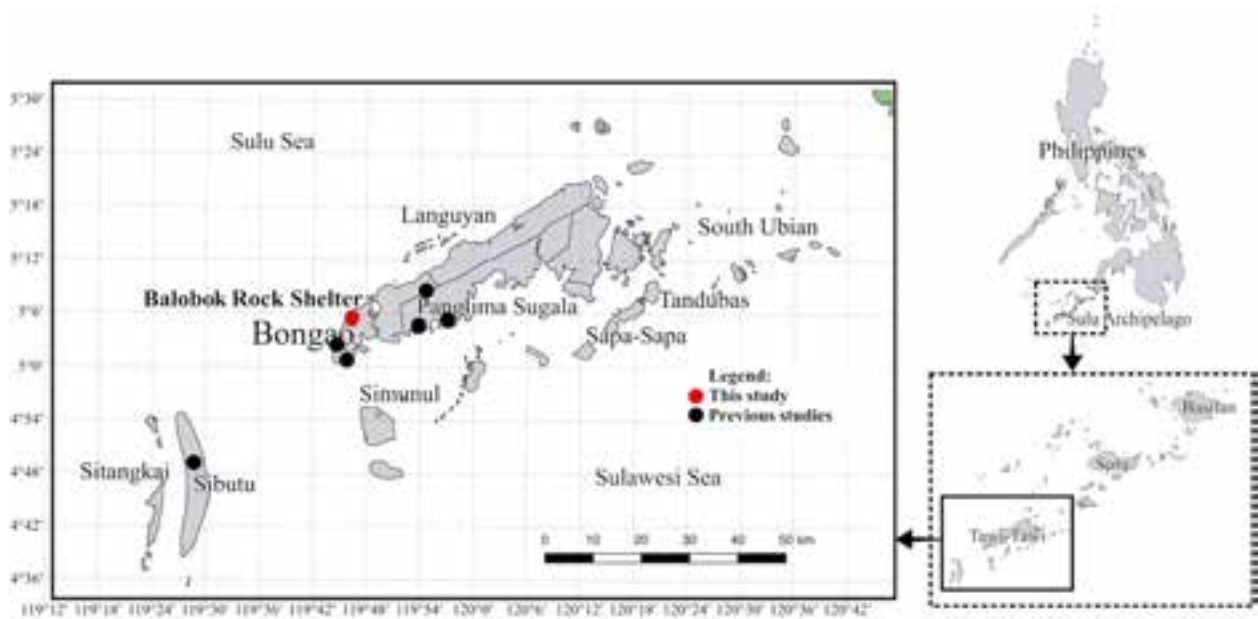 5°30'
Sulu Sea
5°24'
Philippines
5°18'
Languyan
South Ubian
5°12'
Balobok Rock Shelter
Panglima Sugala
Tandubas
5°6'
Sulu Archipelago
Bongao
Sapa-Sapa
5°0'
Legend:
Simunul
This study
Previous studies
4°54'
Basilan
Sitangkai
Sibutu
4°48'
Sulawesi Sea
Sulu
4°42'
Tawi-Tawi
0 10 20 30 40 50 km
4°36'
119°12' 119°18' 119°24' 119°30' 119°36' 119°42' 119°48' 119°54' 120°0' 120°6' 120°12' 120°18' 120°24' 120°30' 120°36' 120°42'